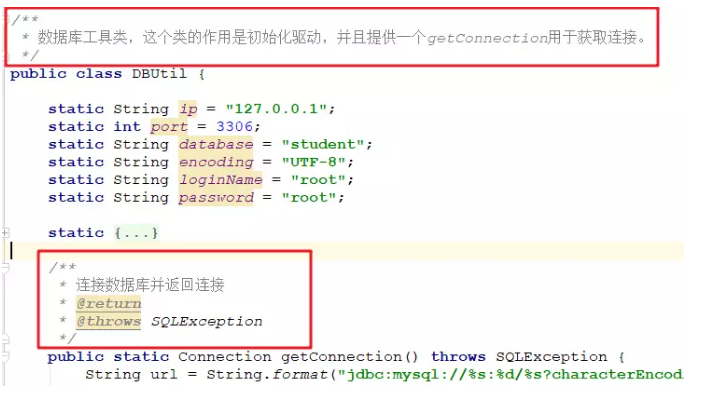 /**
 * 数据库工具类，这个类的作用是初始化驱动，并且提供一个getConnection用于获取连接。
 */
public class DBUtil {
static String ip = "127.0.0.1";
static int port = 3306;
static String database = "student";
static String encoding = "UTF-8";
static String loginName = "root";
static String password = "root";
static {...}
/**
 * 连接数据库并返回连接
 * @return
 * @throws SQLException
 */
public static Connection getConnection() throws SQLException {
String url = String.format("jdbc:mysql://%s:%d/%s?characterEncod